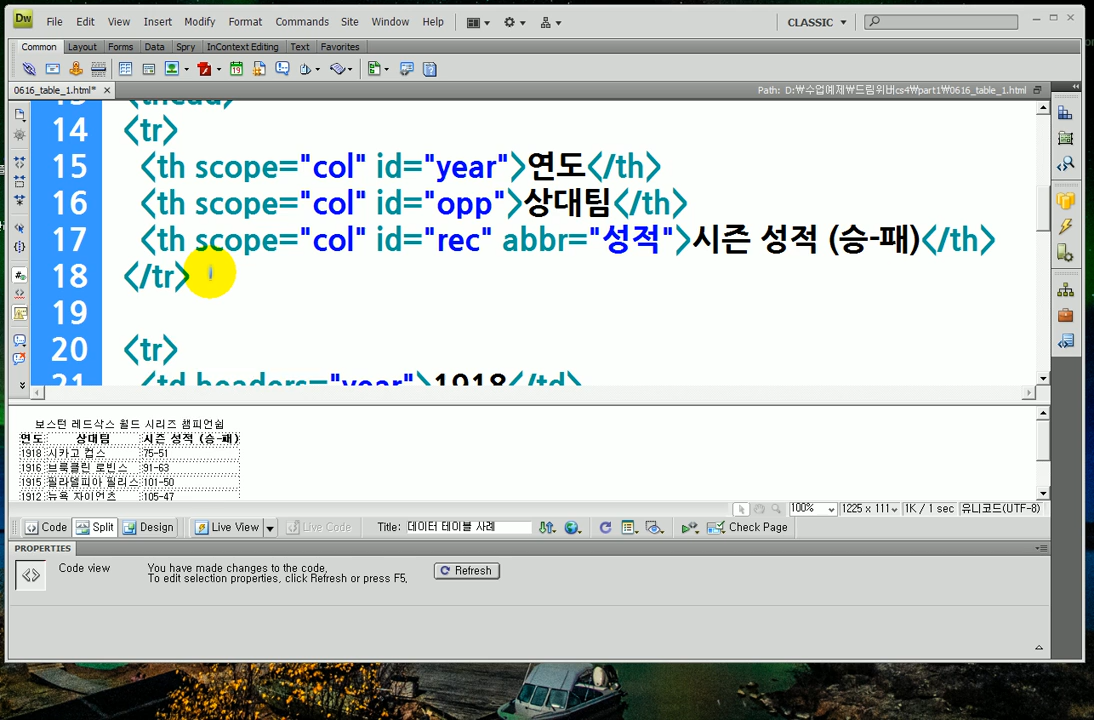 Dw File Edit View Insert Modify Format Commands Site Window Help CLASSIC
Common Layout Forms Data Spry InContext Editing Text Favorites
0616_table_1.html* Path: D:₩수업예제₩드림위버cs4₩part1₩0616_table_1.html
13 <thead>
14 <tr>
15 <th scope="col" id="year">연도</th>
16 <th scope="col" id="opp">상대팀</th>
17 <th scope="col" id="rec" abbr="성적">시즌 성적 (승-패)</th>
18 </tr>
19
20 <tr>
21 <td headers="year">1918</td>
보스턴 레드삭스 월드 시리즈 챔피언쉽
연도 상대팀 시즌 성적 (승-패)
1918 시카고 컵스 75-51
1916 브룩클린 로빈스 91-63
1915 필라델피아 필리스 101-50
1912 뉴욕 자이언츠 105-47
100% 1225 x 111 1K / 1 sec 유니코드(UTF-8)
Code Split Design Live View Live Code Title: 데이터 테이블 사례 Check Page
PROPERTIES
Code view You have made changes to the code. Refresh
To edit selection properties, click Refresh or press F5.